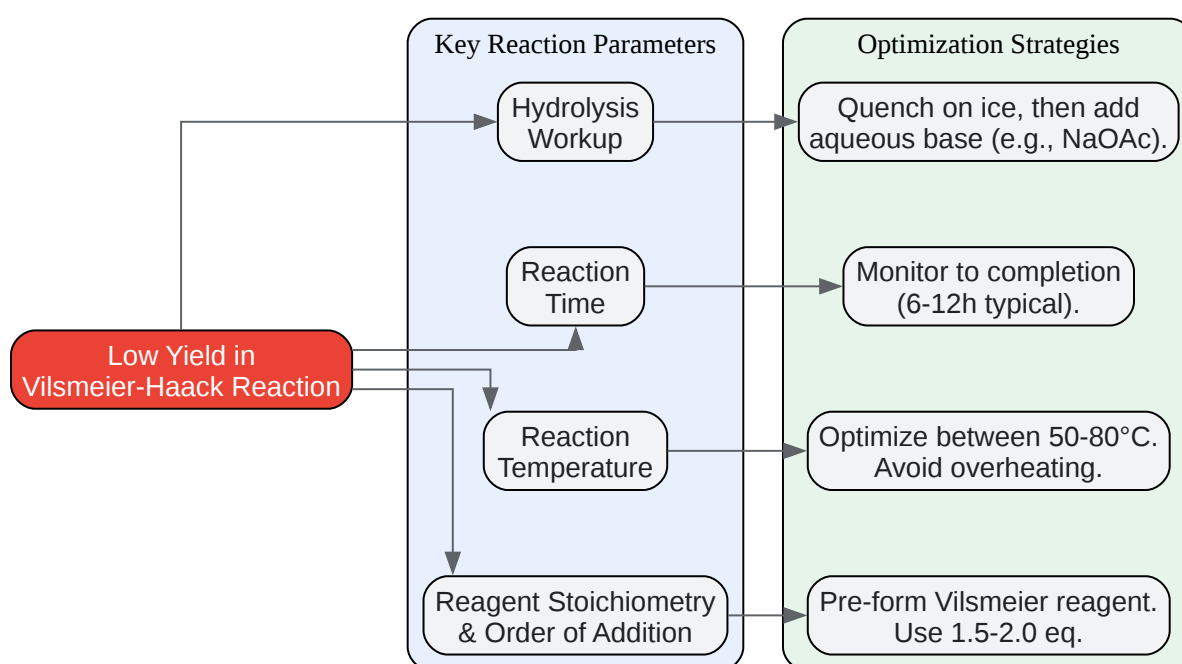 Key Reaction Parameters
Optimization Strategies
Hydrolysis
Workup
Quench on ice, then add
aqueous base (e.g., NaOAc).
Reaction
Time
Monitor to completion
(6-12h typical).
Low Yield in
Vilsmeier-Haack Reaction
Reaction
Temperature
Optimize between 50-80°C.
Avoid overheating.
Reagent Stoichiometry
& Order of Addition
Pre-form Vilsmeier reagent.
Use 1.5-2.0 eq.